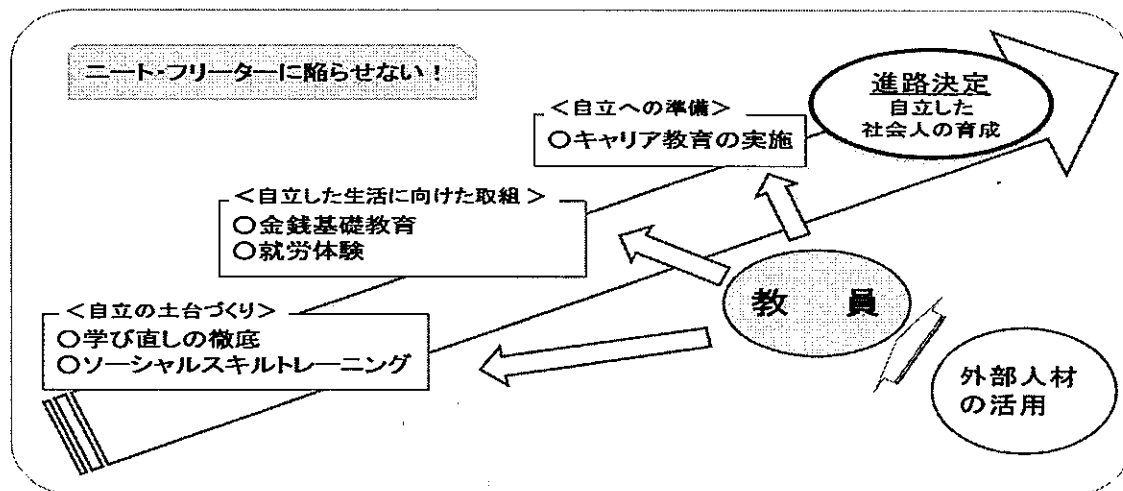 ニート・フリーターに陥らせない！
進路決定
自立した
社会人の育成
＜自立への準備＞
○キャリア教育の実施
＜自立した生活に向けた取組＞
○金銭基礎教育
○就労体験
教　員
＜自立の土台づくり＞
○学び直しの徹底
○ソーシャルスキルトレーニング
外部人材
の活用